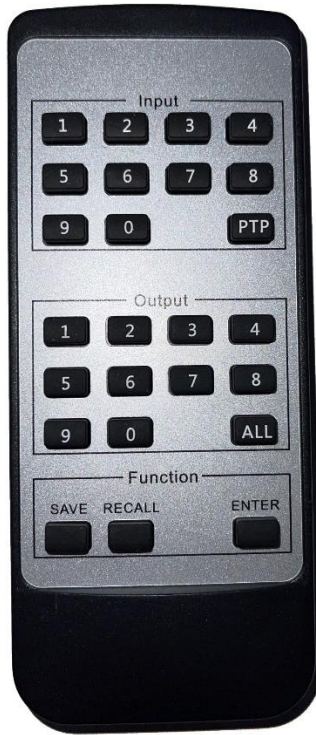 Input
1 2 3 4
5 6 7 8
9 0 PTP
Output
1 2 3 4
5 6 7 8
9 0 ALL
Function
SAVE RECALL ENTER